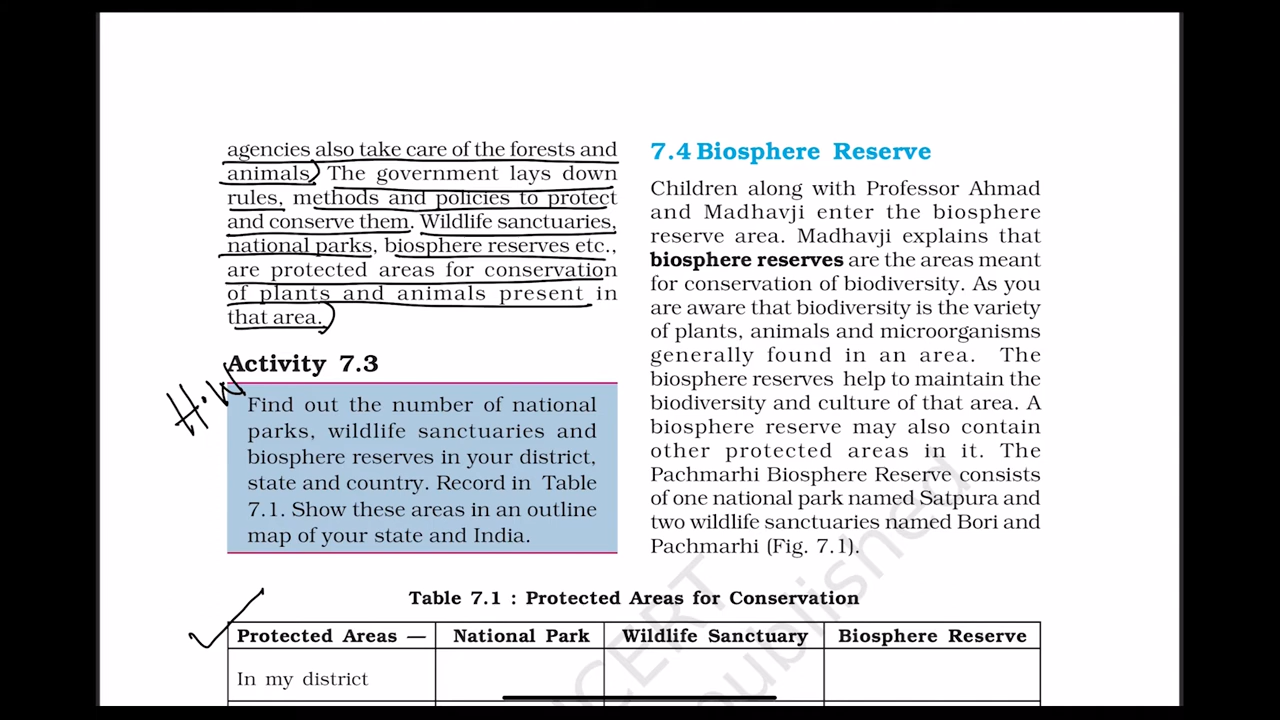 agencies also take care of the forests and
animals. The government lays down
rules, methods and policies to protect
and conserve them. Wildlife sanctuaries,
national parks, biosphere reserves etc.,
are protected areas for conservation
of plants and animals present in
that area.
Activity 7.3
H.W
Find out the number of national
parks, wildlife sanctuaries and
biosphere reserves in your district,
state and country. Record in Table
7.1. Show these areas in an outline
map of your state and India.
7.4 Biosphere Reserve
Children along with Professor Ahmad
and Madhavji enter the biosphere
reserve area. Madhavji explains that
biosphere reserves are the areas meant
for conservation of biodiversity. As you
are aware that biodiversity is the variety
of plants, animals and microorganisms
generally found in an area. The
biosphere reserves help to maintain the
biodiversity and culture of that area. A
biosphere reserve may also contain
other protected areas in it. The
Pachmarhi Biosphere Reserve consists
of one national park named Satpura and
two wildlife sanctuaries named Bori and
Pachmarhi (Fig. 7.1).
Table 7.1 : Protected Areas for Conservation
Protected Areas — National Park Wildlife Sanctuary Biosphere Reserve
In my district
NCERT
published